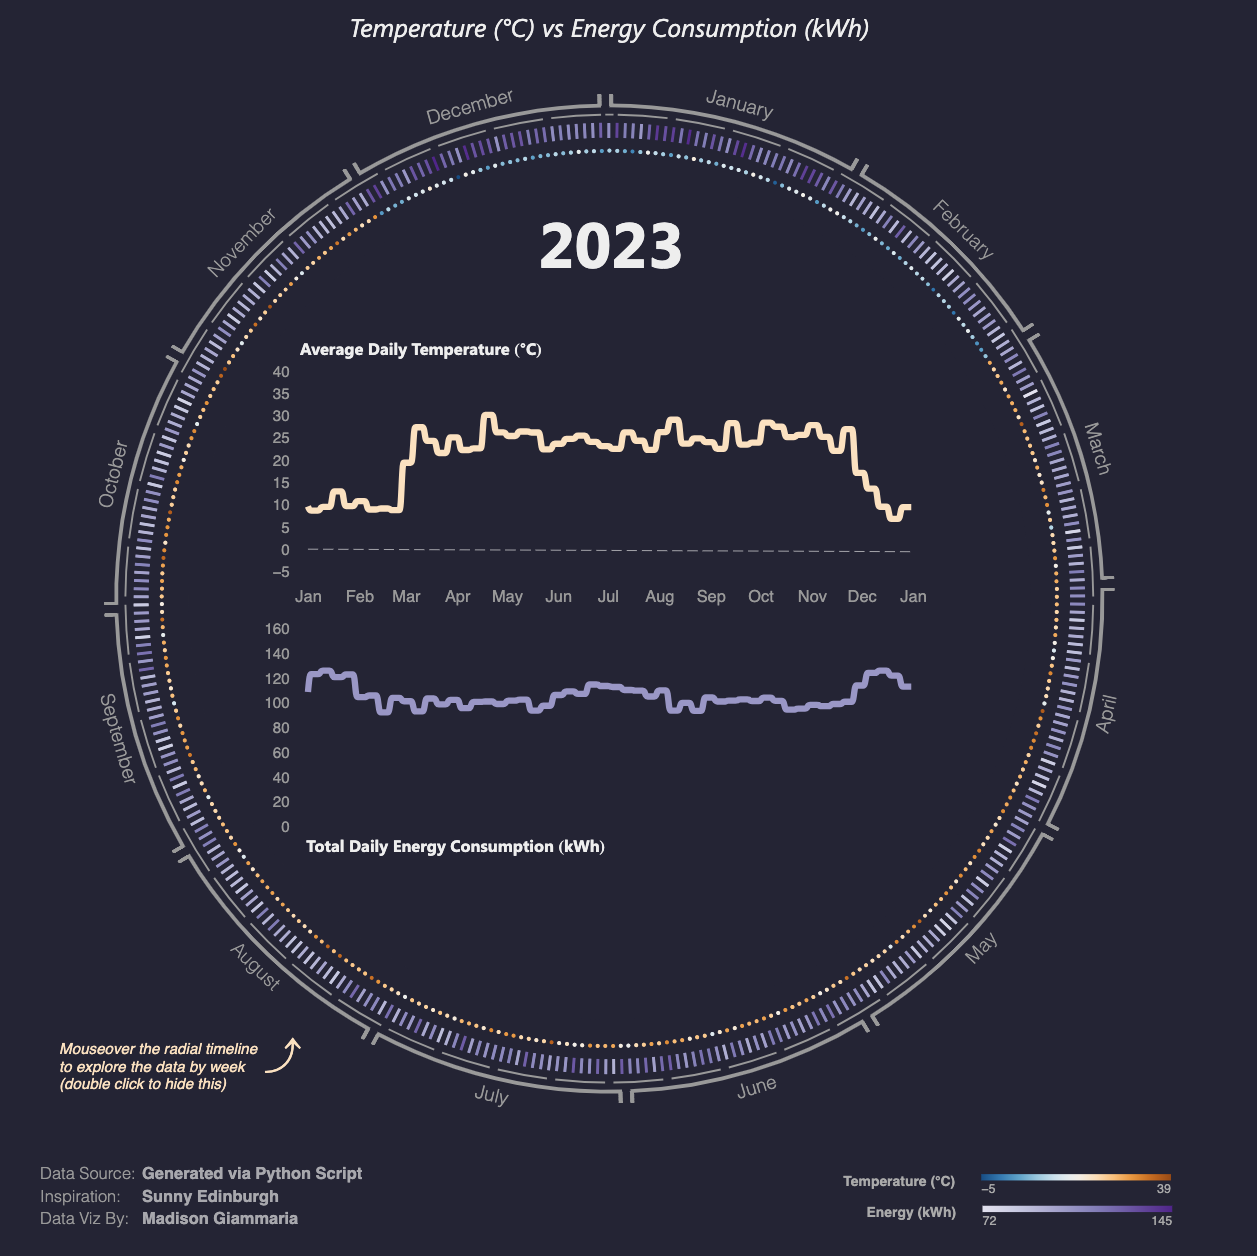 Temperature (°C) vs Energy Consumption (kWh)
December
January
November
February
2023
Average Daily Temperature (°C)
40
35
30
25
20
15
10
5
0
–5
Jan Feb Mar Apr May Jun Jul Aug Sep Oct Nov Dec Jan
October
March
160
140
120
100
80
60
40
20
0
September
April
Total Daily Energy Consumption (kWh)
August
May
July
June
Mouseover the radial timeline
to explore the data by week
(double click to hide this)
Data Source: Generated via Python Script
Inspiration: Sunny Edinburgh
Data Viz By: Madison Giammaria
Temperature (°C)
–5 39
Energy (kWh)
72 145